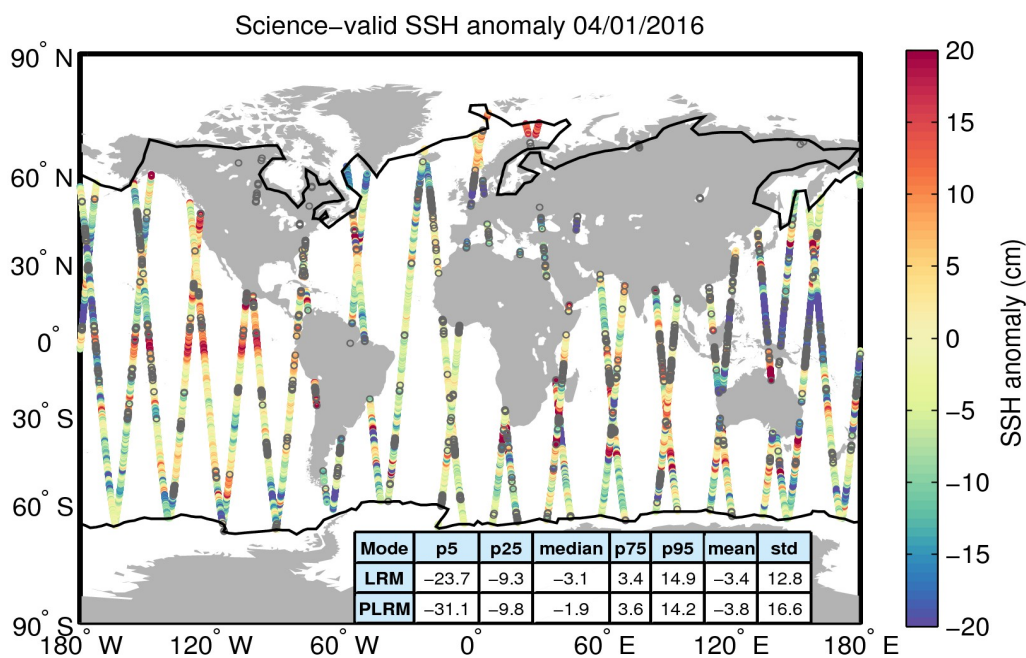 Science−valid SSH anomaly 04/01/2016
90° N
60° N
30° N
0°
30° S
60° S
90° S
180° W
120° W
60° W
0°
60° E
120° E
180° E
Mode p5 p25 median p75 p95 mean std
LRM −23.7 −9.3 −3.1 3.4 14.9 −3.4 12.8
PLRM −31.1 −9.8 −1.9 3.6 14.2 −3.8 16.6
20
15
10
5
0
−5
−10
−15
−20
SSH anomaly (cm)